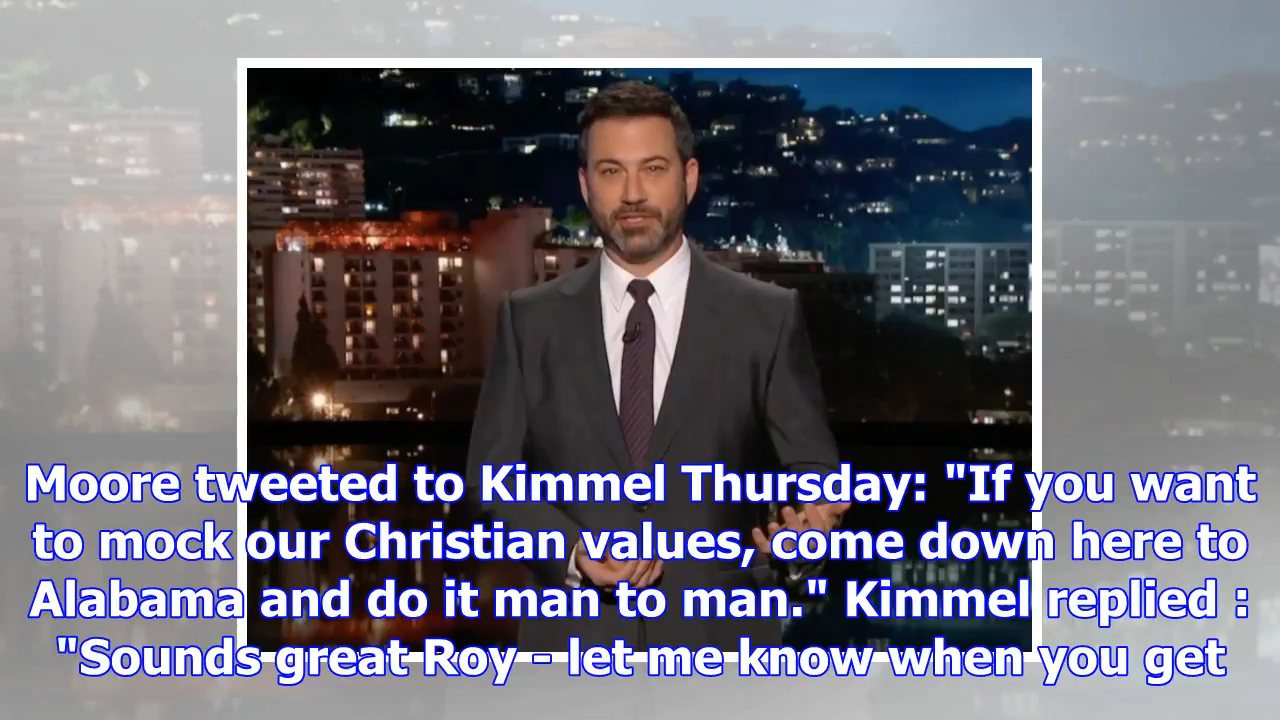 Moore tweeted to Kimmel Thursday: "If you want
to mock our Christian values, come down here to
Alabama and do it man to man." Kimmel replied :
"Sounds great Roy - let me know when you get